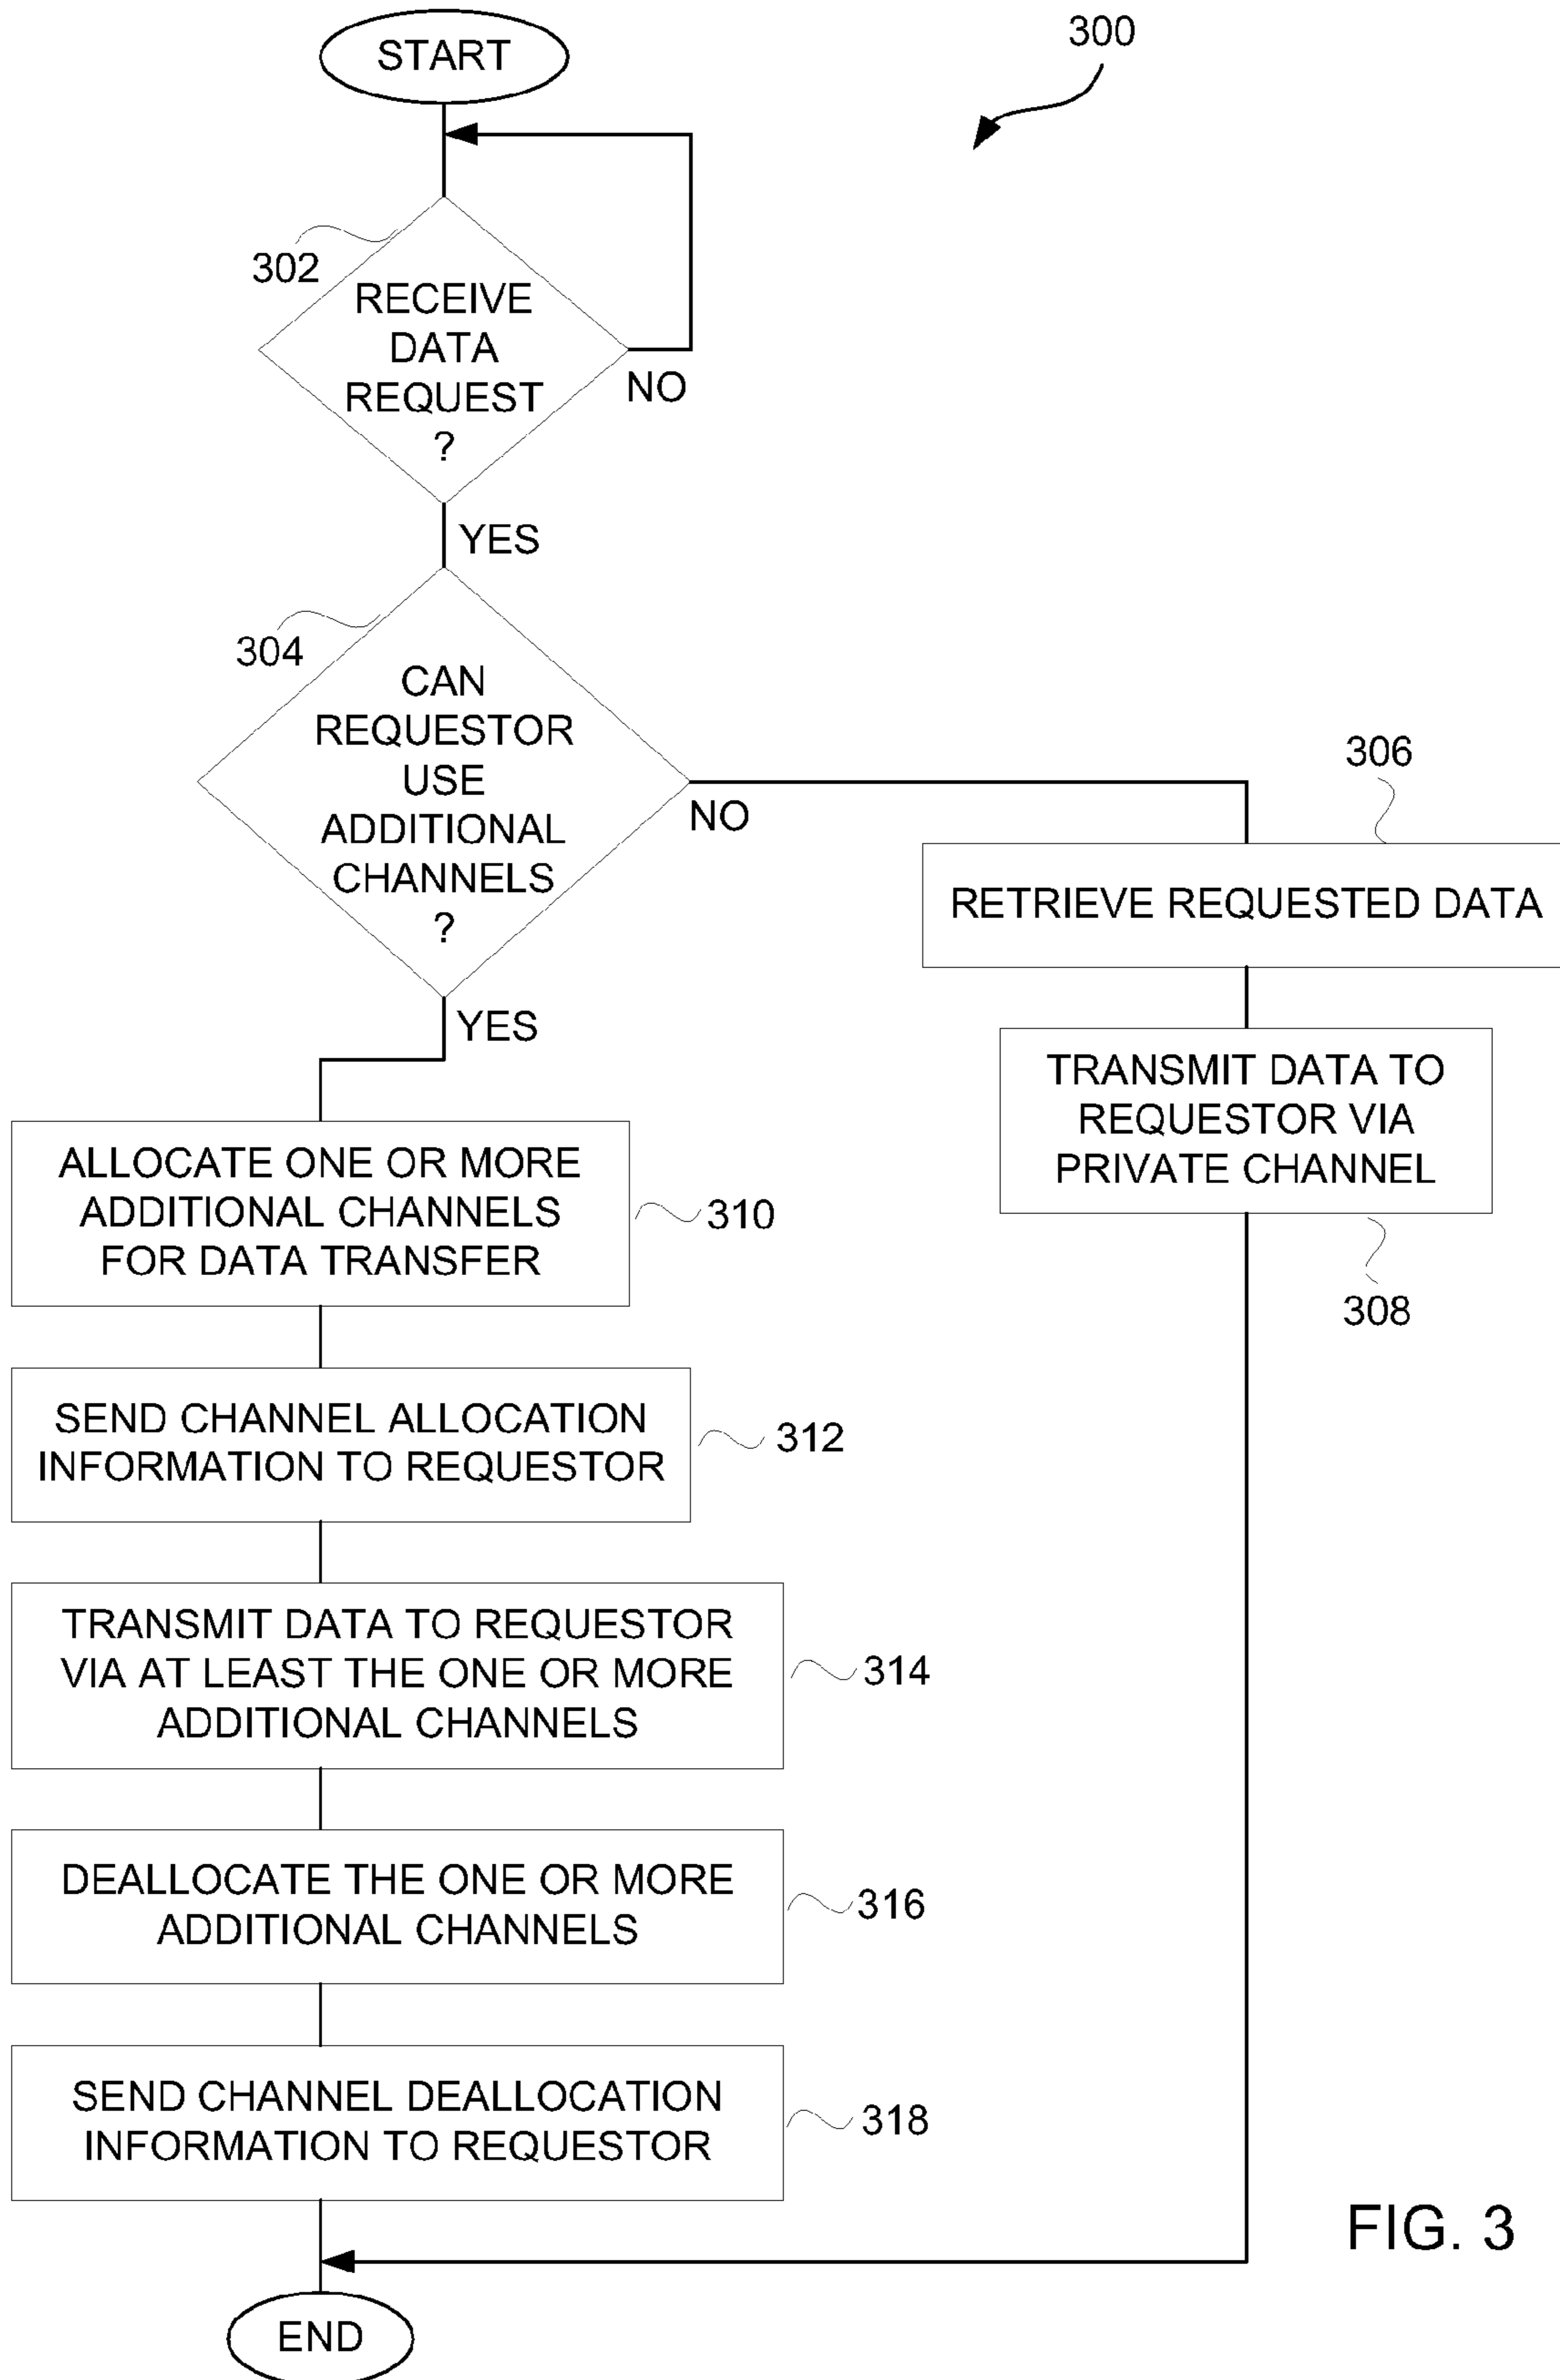 START
300
302
RECEIVE
DATA
REQUEST
?
NO
YES
304
CAN
REQUESTOR
USE
ADDITIONAL
CHANNELS
?
NO
YES
306
RETRIEVE REQUESTED DATA
TRANSMIT DATA TO
REQUESTOR VIA
PRIVATE CHANNEL
308
ALLOCATE ONE OR MORE
ADDITIONAL CHANNELS
FOR DATA TRANSFER
310
SEND CHANNEL ALLOCATION
INFORMATION TO REQUESTOR
312
TRANSMIT DATA TO REQUESTOR
VIA AT LEAST THE ONE OR MORE
ADDITIONAL CHANNELS
314
DEALLOCATE THE ONE OR MORE
ADDITIONAL CHANNELS
316
SEND CHANNEL DEALLOCATION
INFORMATION TO REQUESTOR
318
END
FIG. 3